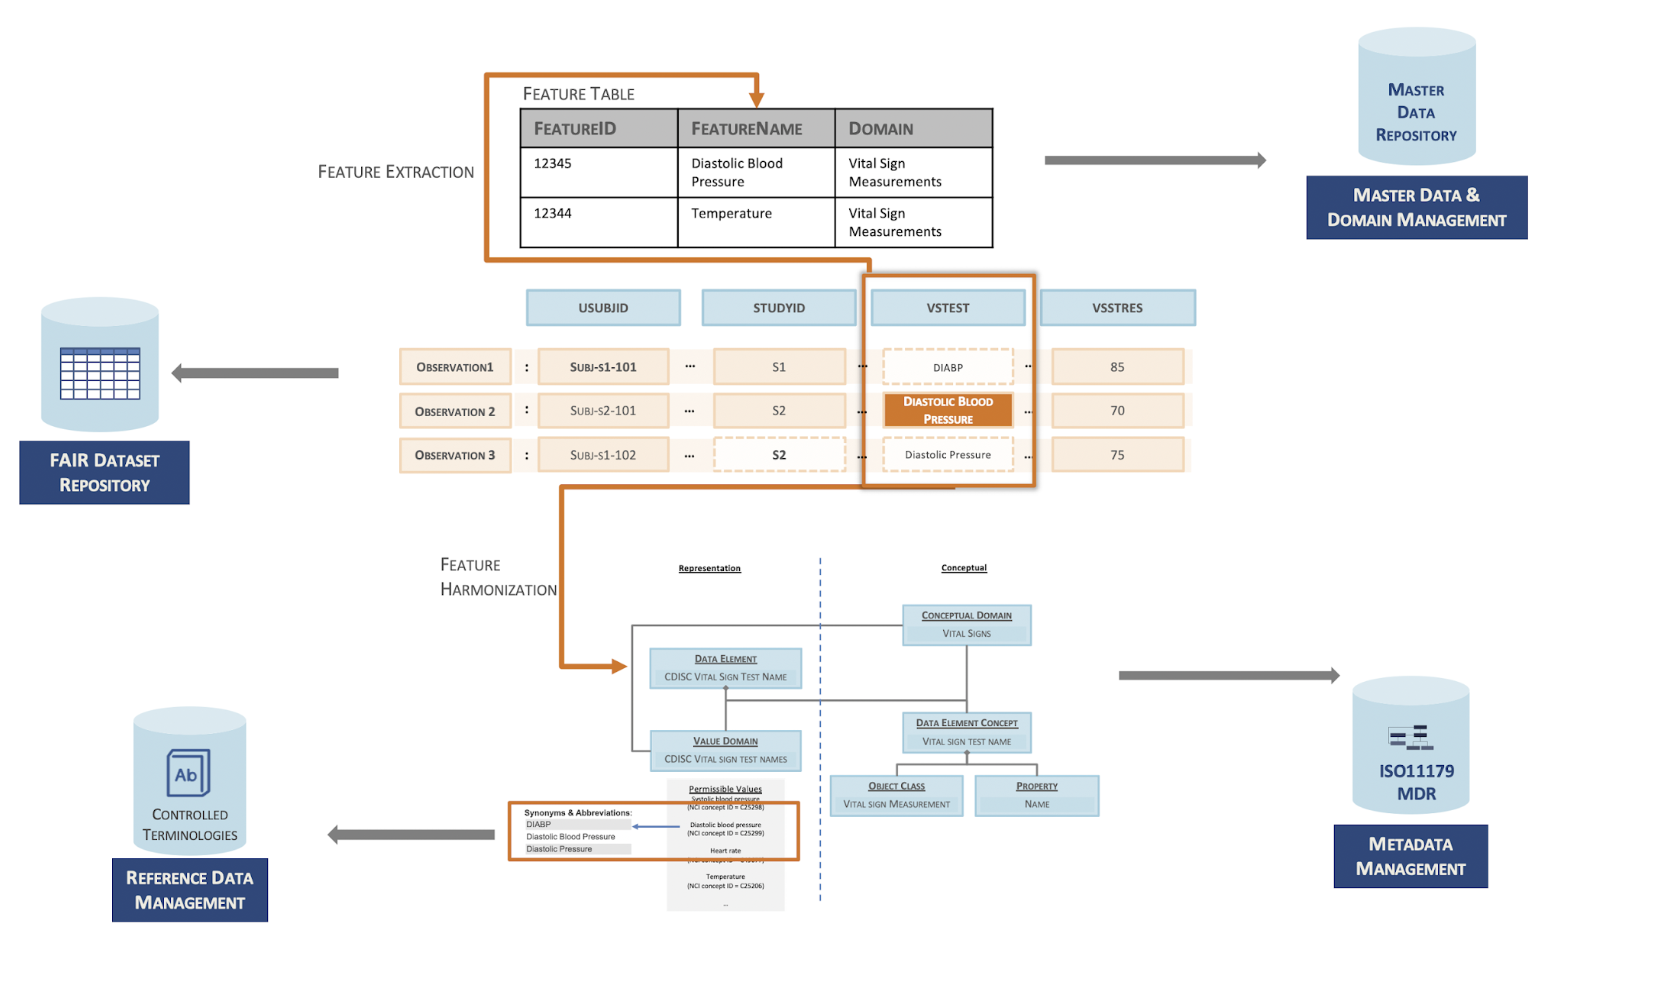 MASTER
DATA
REPOSITORY
MASTER DATA &
DOMAIN MANAGEMENT
FEATURE TABLE
FEATUREID FEATURENAME DOMAIN
12345 Diastolic Blood Pressure Vital Sign Measurements
12344 Temperature Vital Sign Measurements
FEATURE EXTRACTION
USUBJID STUDYID VSTEST VSSTRES
OBSERVATION1 : SUBJ-S1-101 ... S1 ... DIABP ... 85
OBSERVATION 2 : SUBJ-S2-101 ... S2 ... DIASTOLIC BLOOD PRESSURE ... 70
OBSERVATION 3 : SUBJ-S1-102 ... S2 ... Diastolic Pressure ... 75
FAIR DATASET
REPOSITORY
FEATURE
HARMONIZATION
Representation
Conceptual
CONCEPTUAL DOMAIN
VITAL SIGNS
DATA ELEMENT
CDISC VITAL SIGN TEST NAME
DATA ELEMENT CONCEPT
VITAL SIGN TEST NAME
VALUE DOMAIN
CDISC VITAL SIGN TEST NAMES
OBJECT CLASS
VITAL SIGN MEASUREMENT
PROPERTY
NAME
Permissible Values
Systolic blood pressure
(NCI concept ID = C25298)
Diastolic blood pressure
(NCI concept ID = C25299)
Heart rate
Temperature
(NCI concept ID = C25206)
...
Synonyms & Abbreviations:
DIABP
Diastolic Blood Pressure
Diastolic Pressure
Ab
CONTROLLED
TERMINOLOGIES
REFERENCE DATA
MANAGEMENT
ISO11179
MDR
METADATA
MANAGEMENT